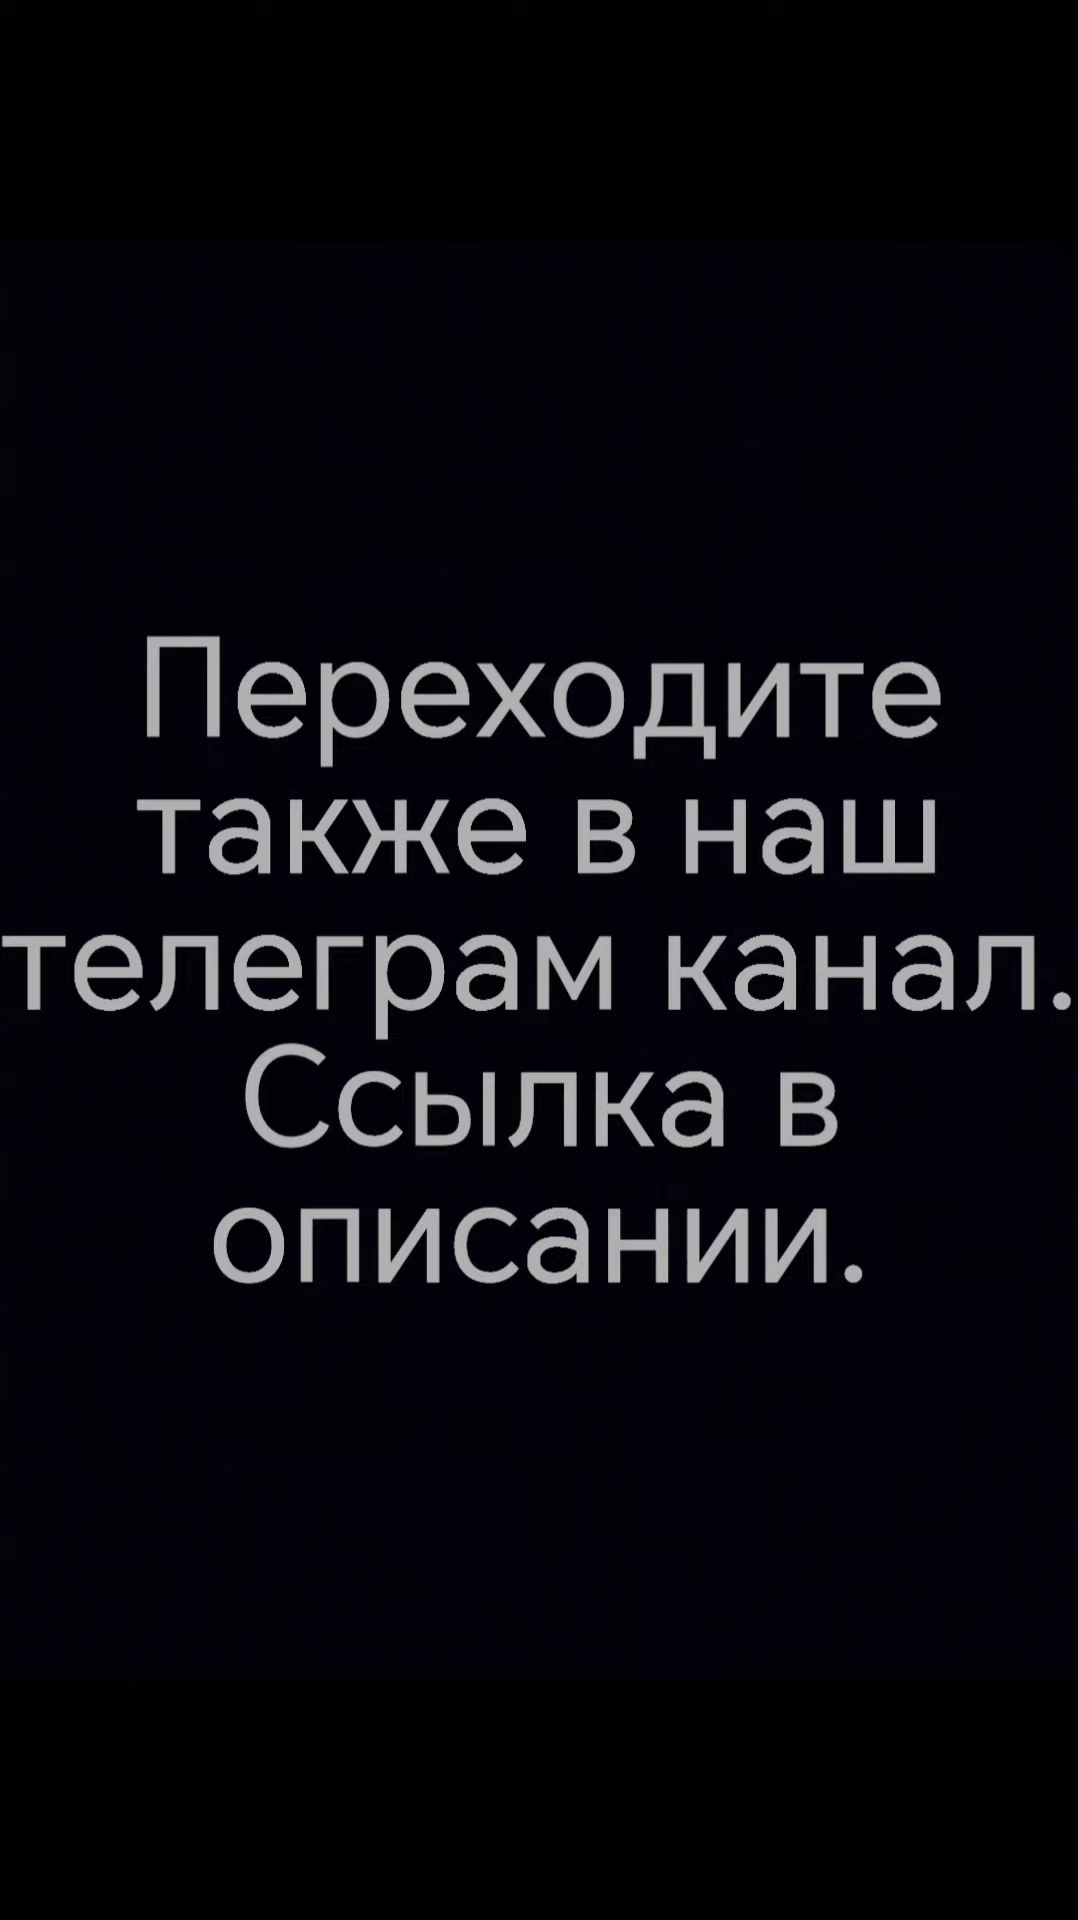 Переходите
также в наш
телеграм канал.
Ссылка в
описании.